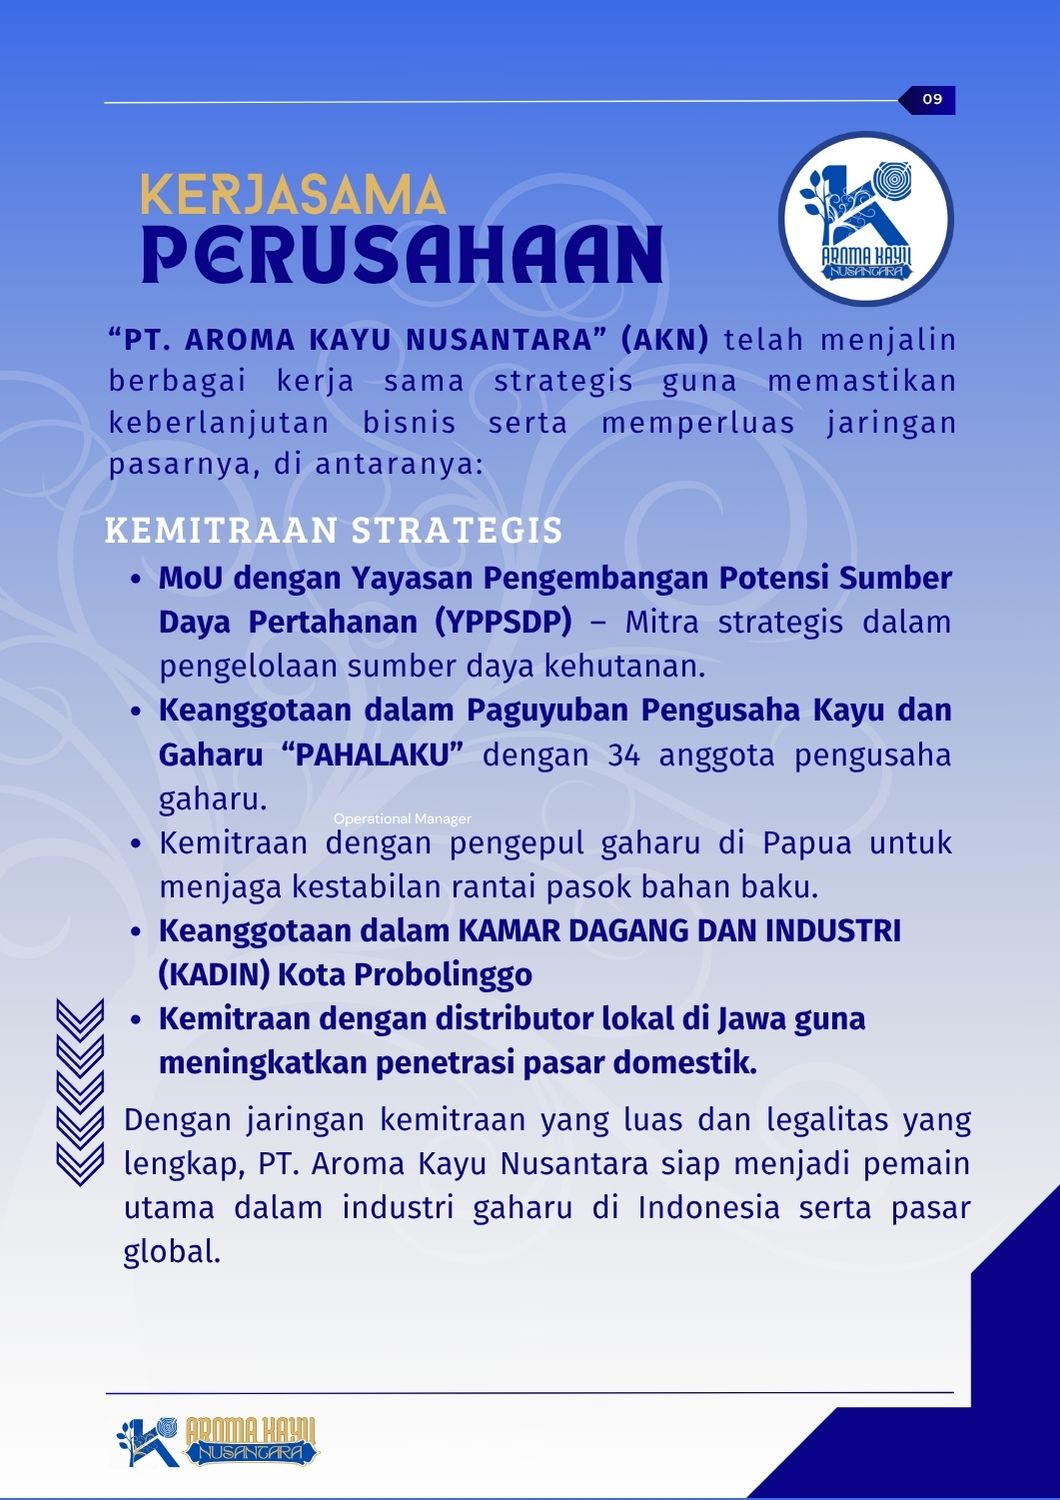 09
KERJASAMA
PERUSAHAAN
AROMA KAYU
NUSANTARA
“PT. AROMA KAYU NUSANTARA” (AKN) telah menjalin
berbagai kerja sama strategis guna memastikan
keberlanjutan bisnis serta memperluas jaringan
pasarnya, di antaranya:
KEMITRAAN STRATEGIS
• MoU dengan Yayasan Pengembangan Potensi Sumber
Daya Pertahanan (YPPSDP) – Mitra strategis dalam
pengelolaan sumber daya kehutanan.
• Keanggotaan dalam Paguyuban Pengusaha Kayu dan
Gaharu “PAHALAKU” dengan 34 anggota pengusaha
gaharu.
Operational Manager
• Kemitraan dengan pengepul gaharu di Papua untuk
menjaga kestabilan rantai pasok bahan baku.
• Keanggotaan dalam KAMAR DAGANG DAN INDUSTRI
(KADIN) Kota Probolinggo
• Kemitraan dengan distributor lokal di Jawa guna
meningkatkan penetrasi pasar domestik.
Dengan jaringan kemitraan yang luas dan legalitas yang
lengkap, PT. Aroma Kayu Nusantara siap menjadi pemain
utama dalam industri gaharu di Indonesia serta pasar
global.
AROMA KAYU
NUSANTARA